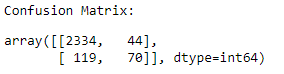 Confusion Matrix:
array([[2334,   44],
       [ 119,   70]], dtype=int64)